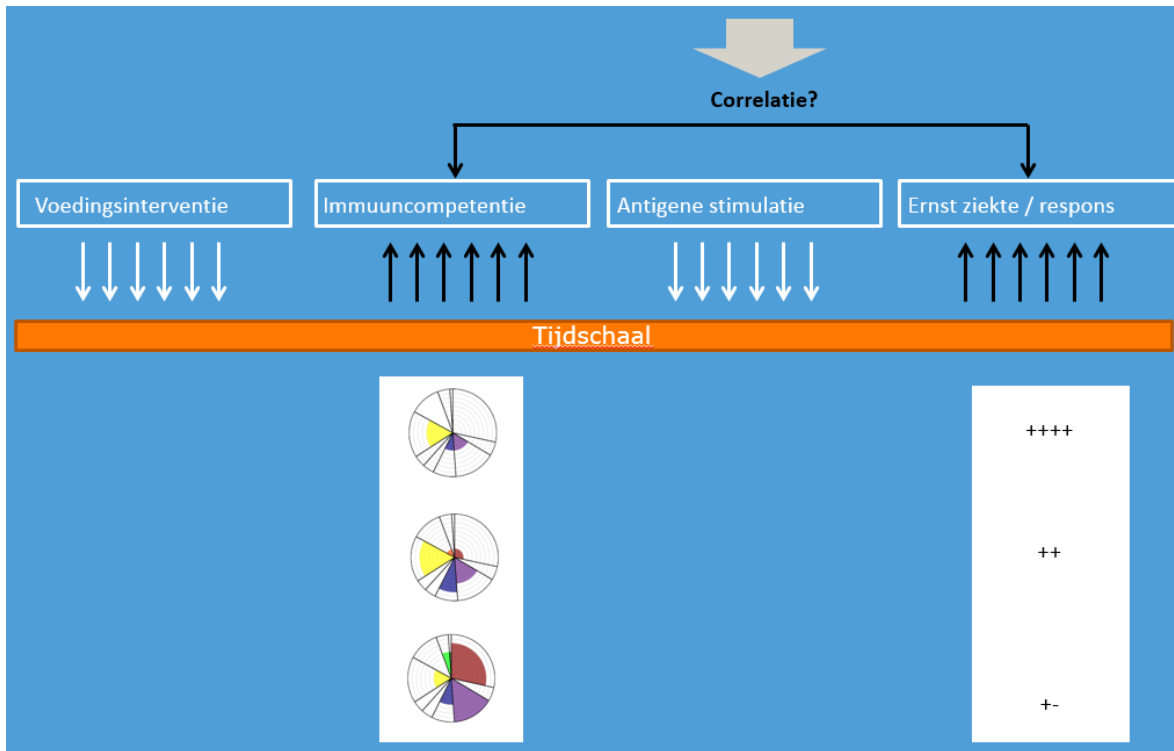 Correlatie?
Voedingsinterventie
Immuuncompetentie
Antigene stimulatie
Ernst ziekte / respons
Tijdschaal
++++
++
+-